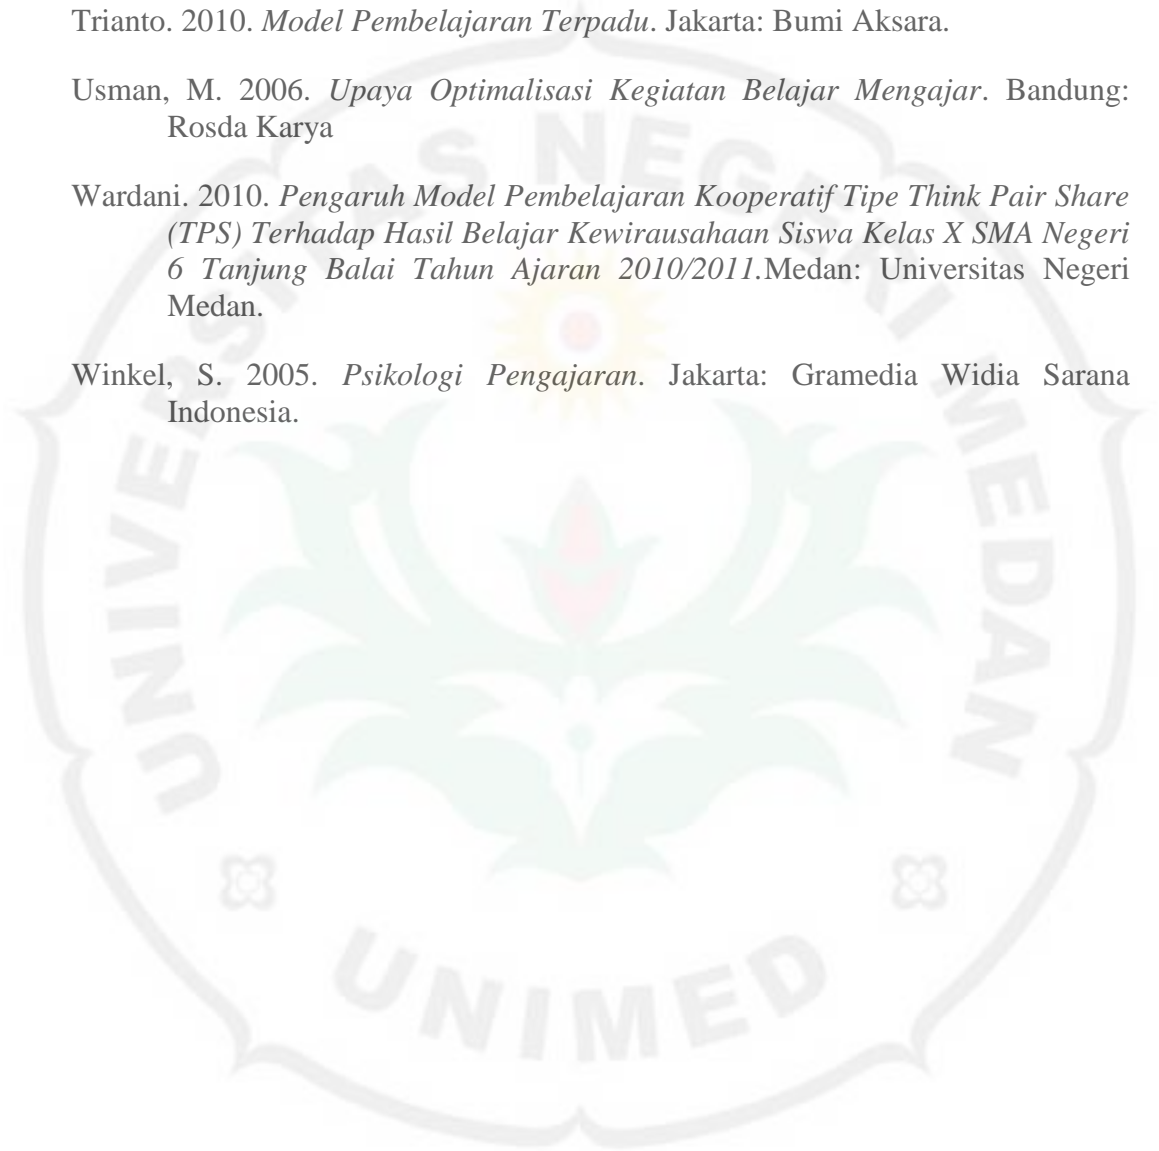 Trianto. 2010. Model Pembelajaran Terpadu. Jakarta: Bumi Aksara.
Usman, M. 2006. Upaya Optimalisasi Kegiatan Belajar Mengajar. Bandung:
Rosda Karya
Wardani. 2010. Pengaruh Model Pembelajaran Kooperatif Tipe Think Pair Share
(TPS) Terhadap Hasil Belajar Kewirausahaan Siswa Kelas X SMA Negeri
6 Tanjung Balai Tahun Ajaran 2010/2011.Medan: Universitas Negeri
Medan.
Winkel, S. 2005. Psikologi Pengajaran. Jakarta: Gramedia Widia Sarana
Indonesia.
UNIVERSITAS NEGERI MEDAN
UNIMED